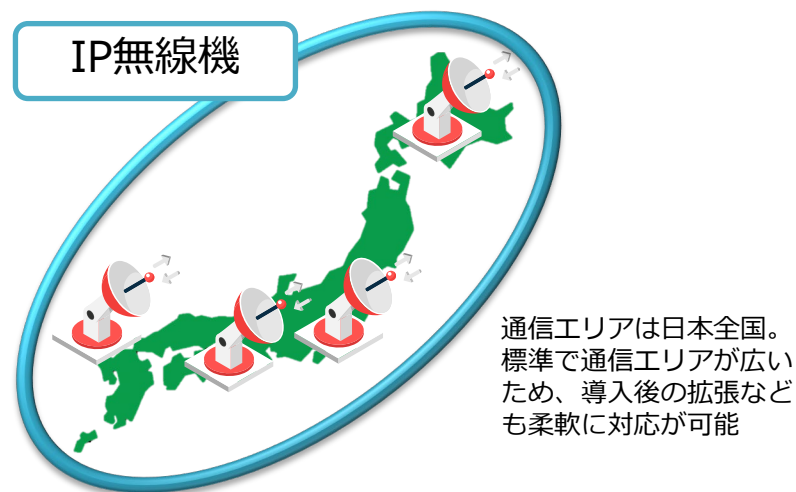 IP無線機
通信エリアは日本全国。
標準で通信エリアが広い
ため、導入後の拡張など
も柔軟に対応が可能